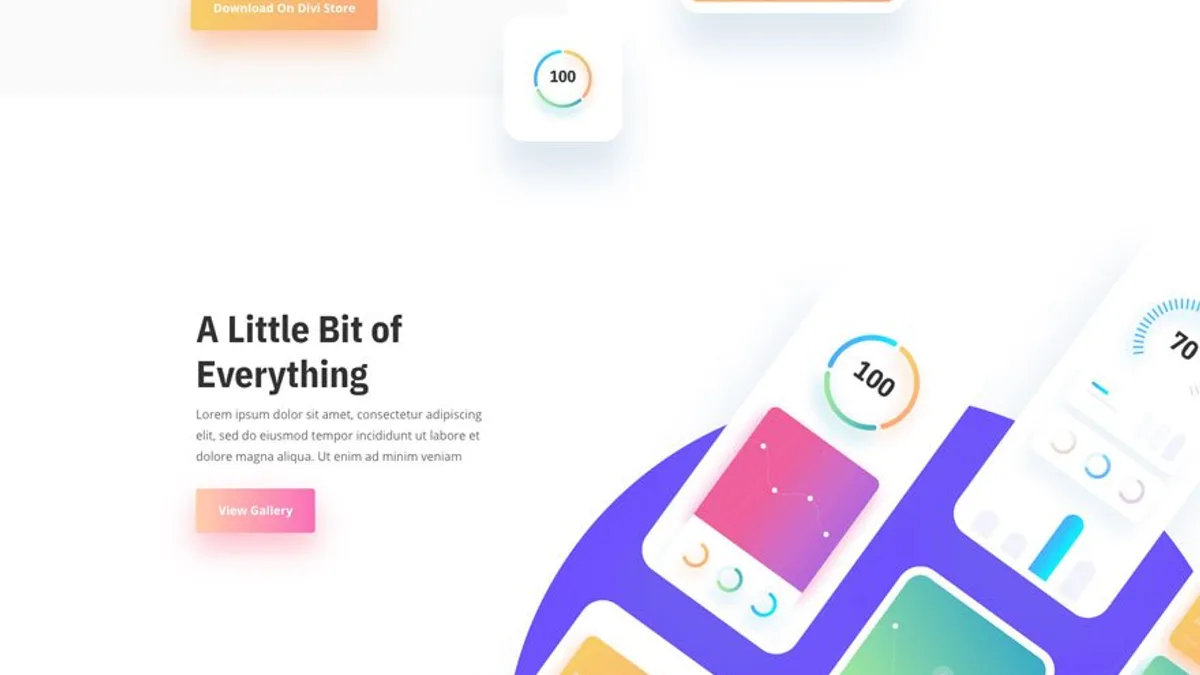 Download On Divi Store
100
A Little Bit of
Everything
Lorem ipsum dolor sit amet, consectetur adipiscing
elit, sed do eiusmod tempor incididunt ut labore et
dolore magna aliqua. Ut enim ad minim veniam
View Gallery
100
70